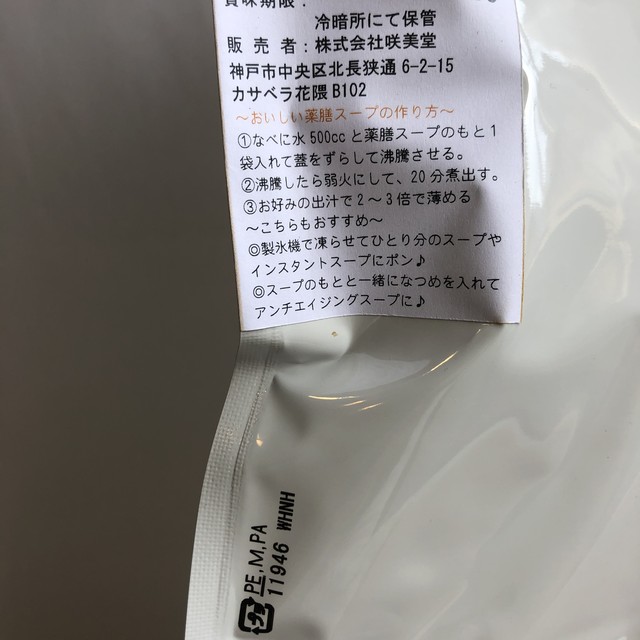 賞味期限：
冷暗所にて保管
販 売 者：株式会社咲美堂
神戸市中央区北長狭通 6-2-15
カサベラ花隈 B102
～おいしい薬膳スープの作り方～
①なべに水 500cc と薬膳スープのもと1
袋入れて蓋をずらして沸騰させる。
②沸騰したら弱火にして、20 分煮出す。
③お好みの出汁で2～3倍で薄める
～こちらもおすすめ～
◎製氷機で凍らせてひとり分のスープや
インスタントスープにポン♪
◎スープのもとと一緒になつめを入れて
アンチエイジングスープに♪
PE,M,PA
11946 WHNH